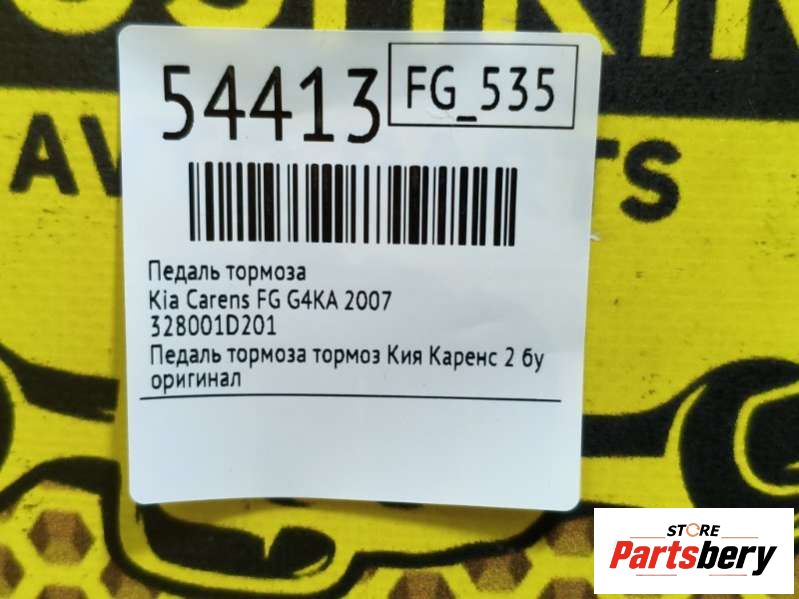 54413
FG_535
Педаль тормоза
Kia Carens FG G4KA 2007
328001D201
Педаль тормоза тормоз Кия Каренс 2 бу
оригинал
STORE
Partsbery